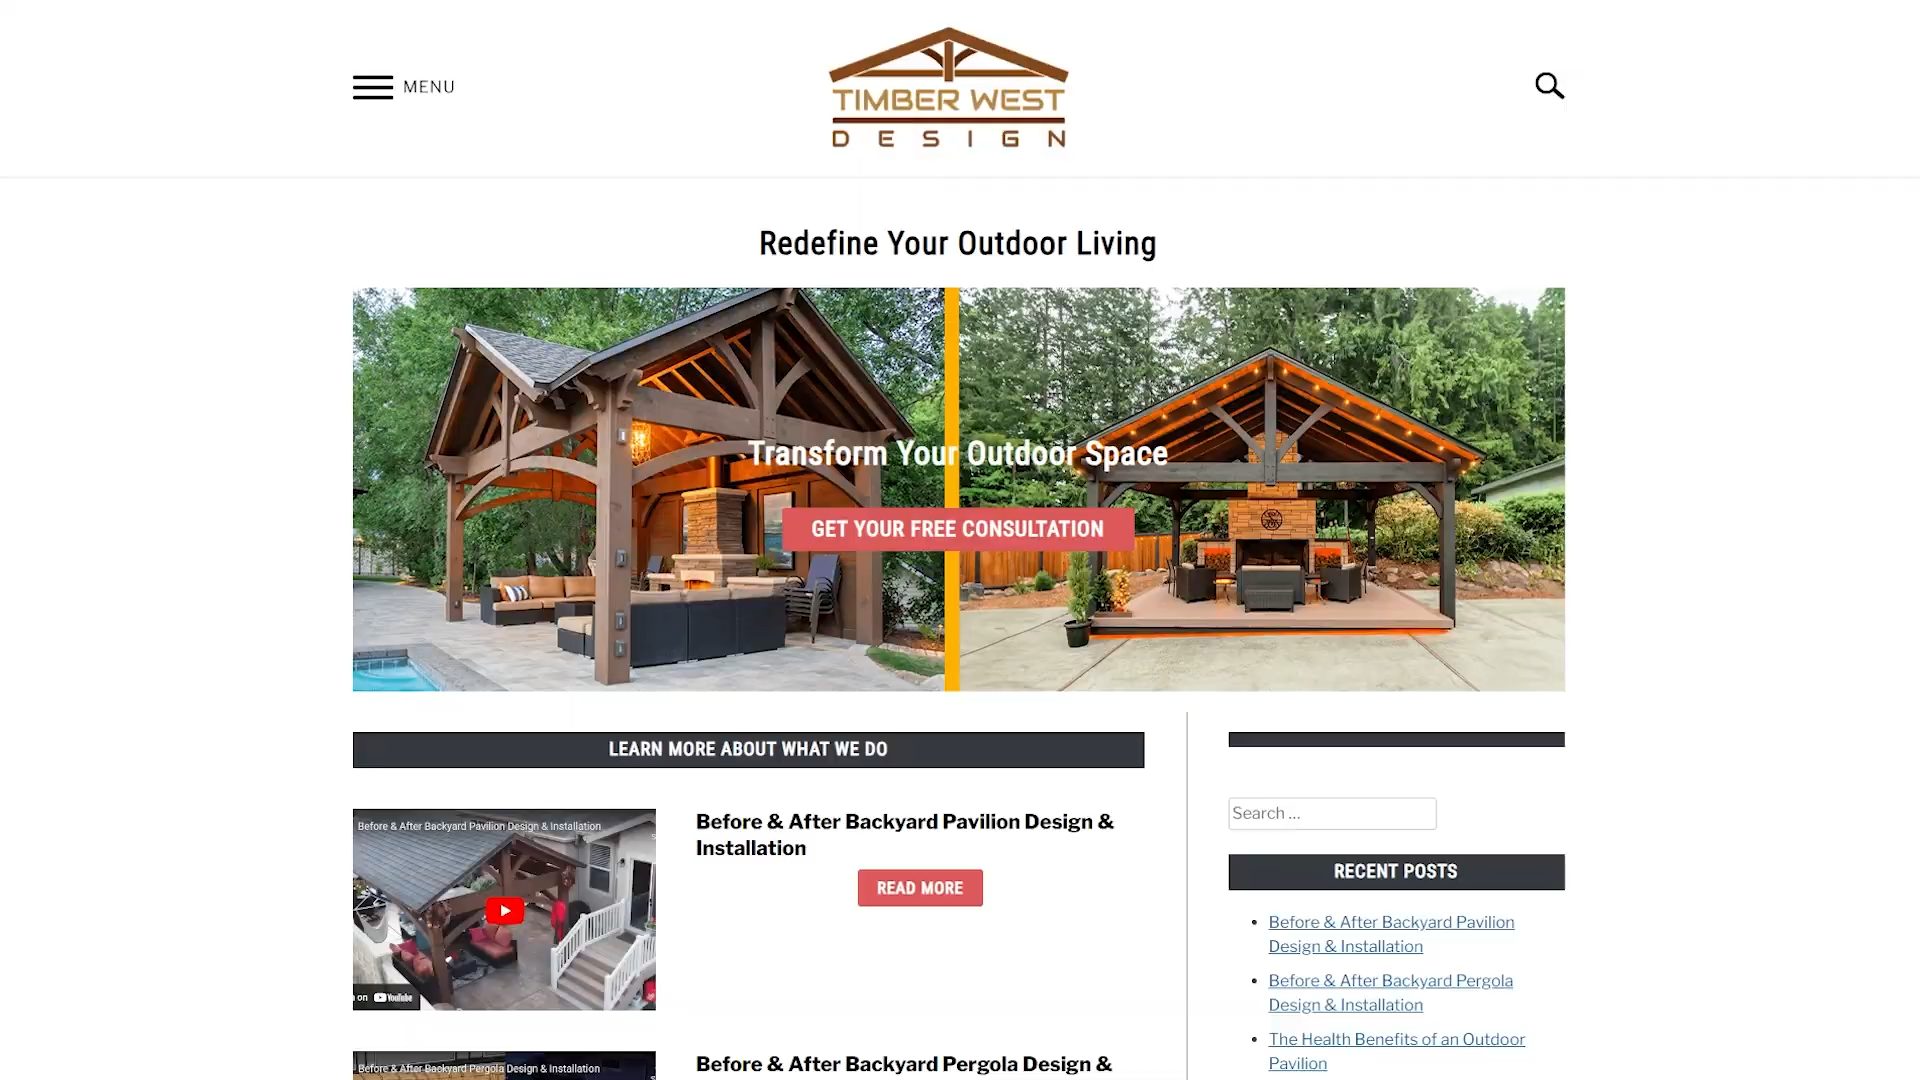 MENU
TIMBER WEST
DESIGN
Redefine Your Outdoor Living
Transform Your Outdoor Space
GET YOUR FREE CONSULTATION
LEARN MORE ABOUT WHAT WE DO
Before & After Backyard Pavilion Design & Installation
on YouTube
Before & After Backyard Pavilion Design &
Installation
READ MORE
Before & After Backyard Pergola Design & Installation
Before & After Backyard Pergola Design &
Search ...
RECENT POSTS
Before & After Backyard Pavilion
Design & Installation
Before & After Backyard Pergola
Design & Installation
The Health Benefits of an Outdoor
Pavilion